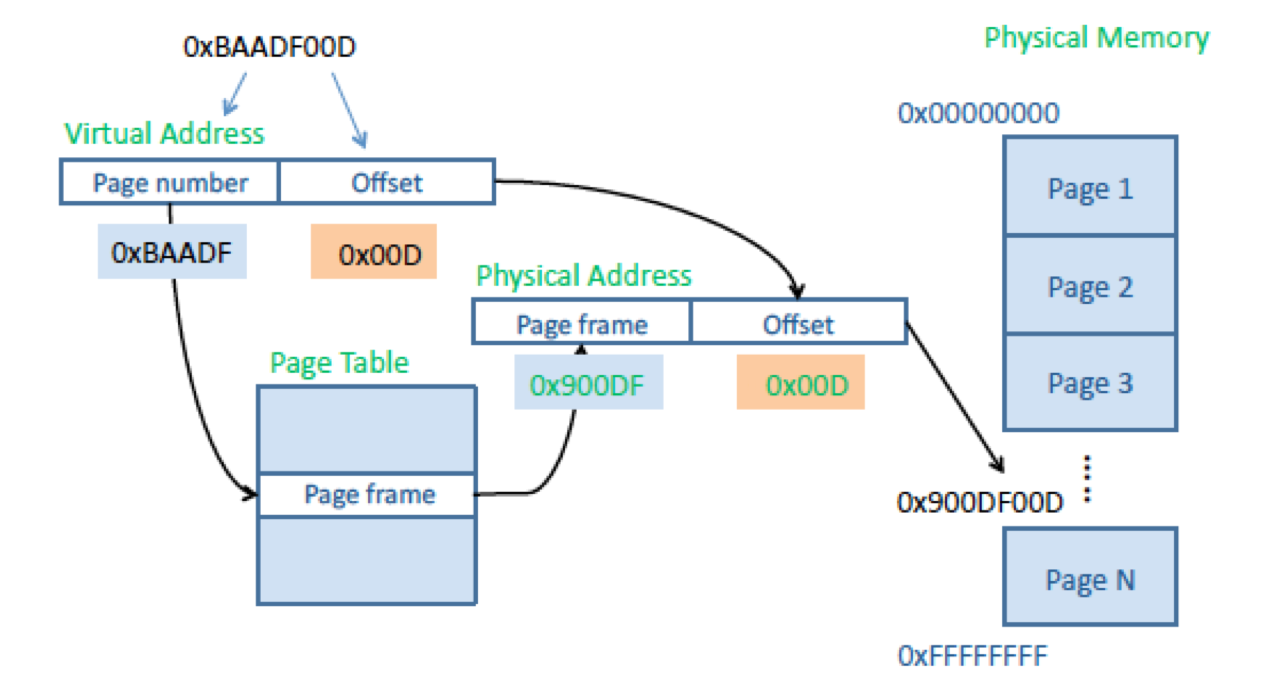 0xBAADF00D
Virtual Address
Page number
Offset
0xBAADF
0x00D
Physical Address
Page frame
Offset
0x900DF
0x00D
Page Table
Page frame
Physical Memory
0x00000000
Page 1
Page 2
Page 3
0x900DF00D
Page N
0xFFFFFFFF